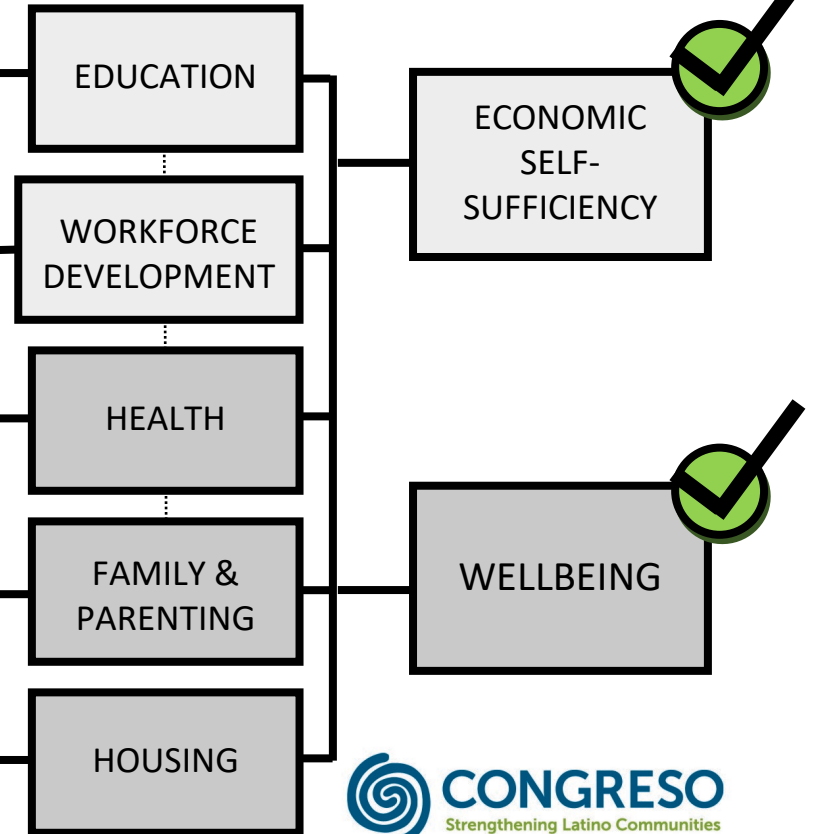 EDUCATION
WORKFORCE
DEVELOPMENT
HEALTH
FAMILY &
PARENTING
HOUSING
ECONOMIC
SELF-
SUFFICIENCY
WELLBEING
CONGRESO
Strengthening Latino Communities